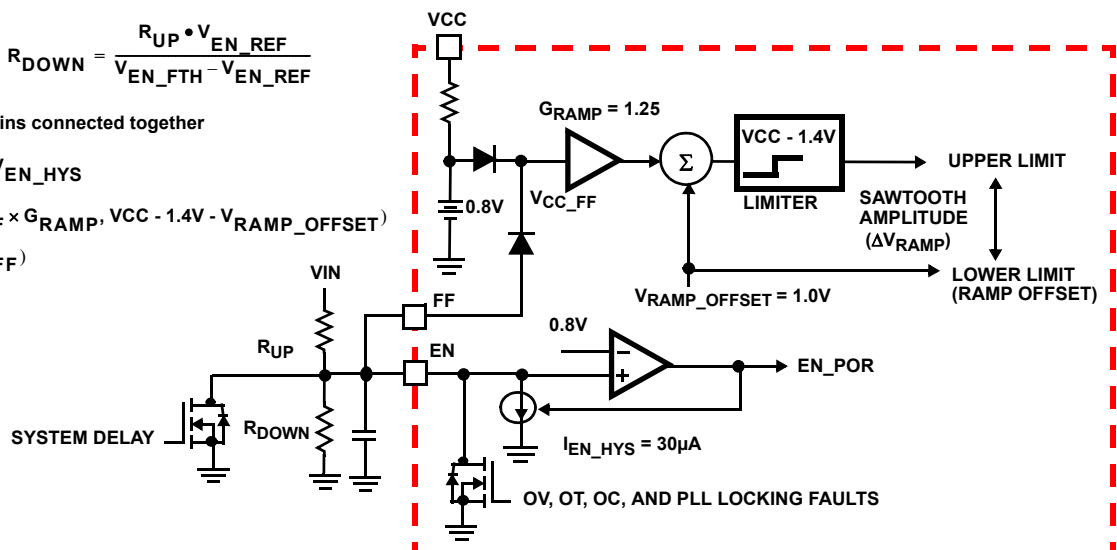 R_DOWN = R_UP • V_EN_REF / V_EN_FTH – V_EN_REF
ins connected together
V_EN_HYS
F × G_RAMP, VCC - 1.4V - V_RAMP_OFFSET)
FF)
VCC
G_RAMP = 1.25
VCC - 1.4V
Σ
UPPER LIMIT
LIMITER
V_CC_FF
0.8V
SAWTOOTH
AMPLITUDE
(ΔV_RAMP)
LOWER LIMIT
(RAMP OFFSET)
V_RAMP_OFFSET = 1.0V
VIN
FF
R_UP
EN
0.8V
–
+
EN_POR
SYSTEM DELAY
R_DOWN
I_EN_HYS = 30µA
OV, OT, OC, AND PLL LOCKING FAULTS